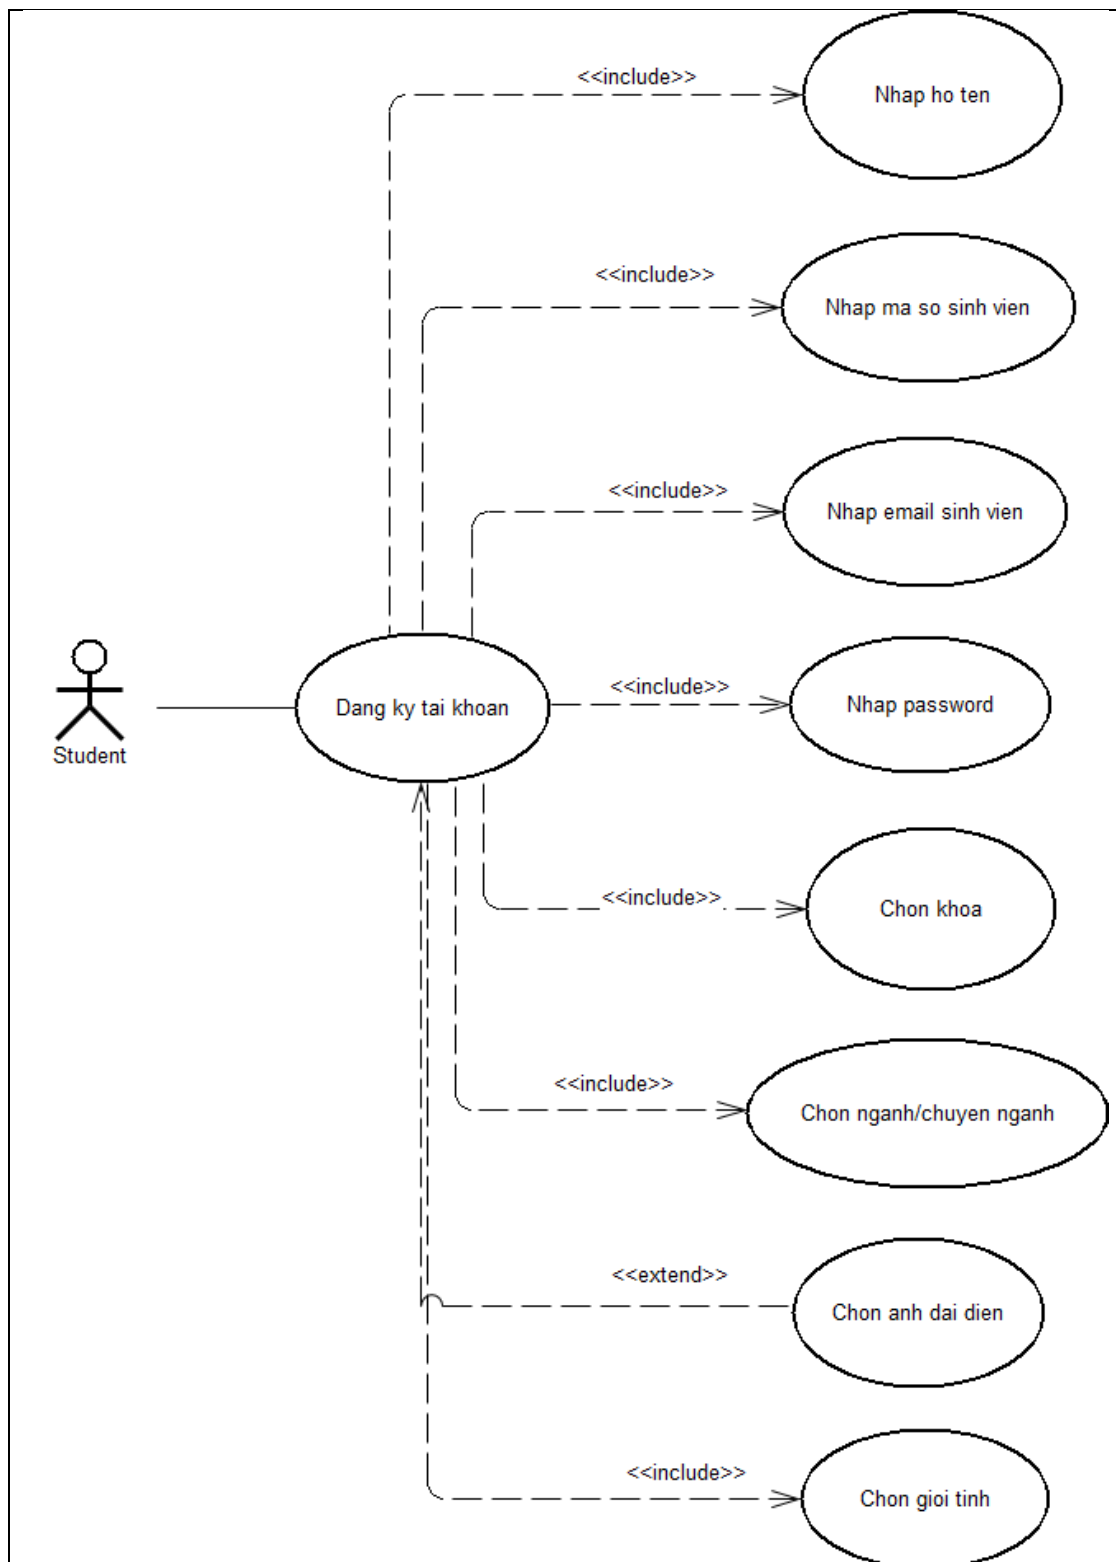 <<include>>
Nhap ho ten
<<include>>
Nhap ma so sinh vien
<<include>>
Nhap email sinh vien
<<include>>
Nhap password
Dang ky tai khoan
Student
<<include>>
Chon khoa
<<include>>
Chon nganh/chuyen nganh
<<extend>>
Chon anh dai dien
<<include>>
Chon gioi tinh